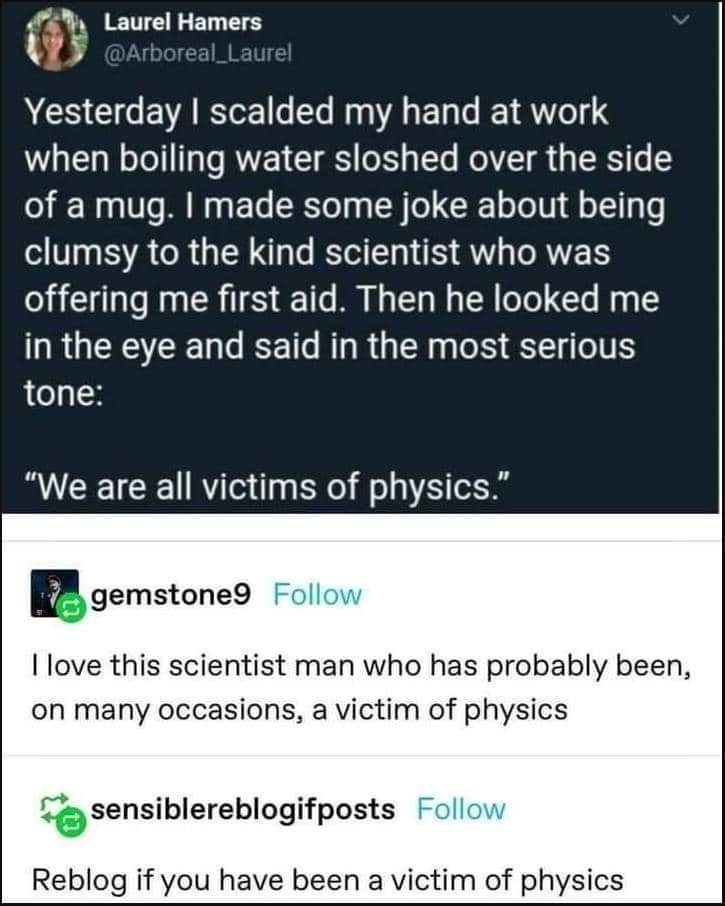 Laurel Hamers
@Arboreal_Laurel
Yesterday I scalded my hand at work
when boiling water sloshed over the side
of a mug. I made some joke about being
clumsy to the kind scientist who was
offering me first aid. Then he looked me
in the eye and said in the most serious
tone:
“We are all victims of physics.”
gemstone9 Follow
I love this scientist man who has probably been,
on many occasions, a victim of physics
sensiblereblogifposts Follow
Reblog if you have been a victim of physics